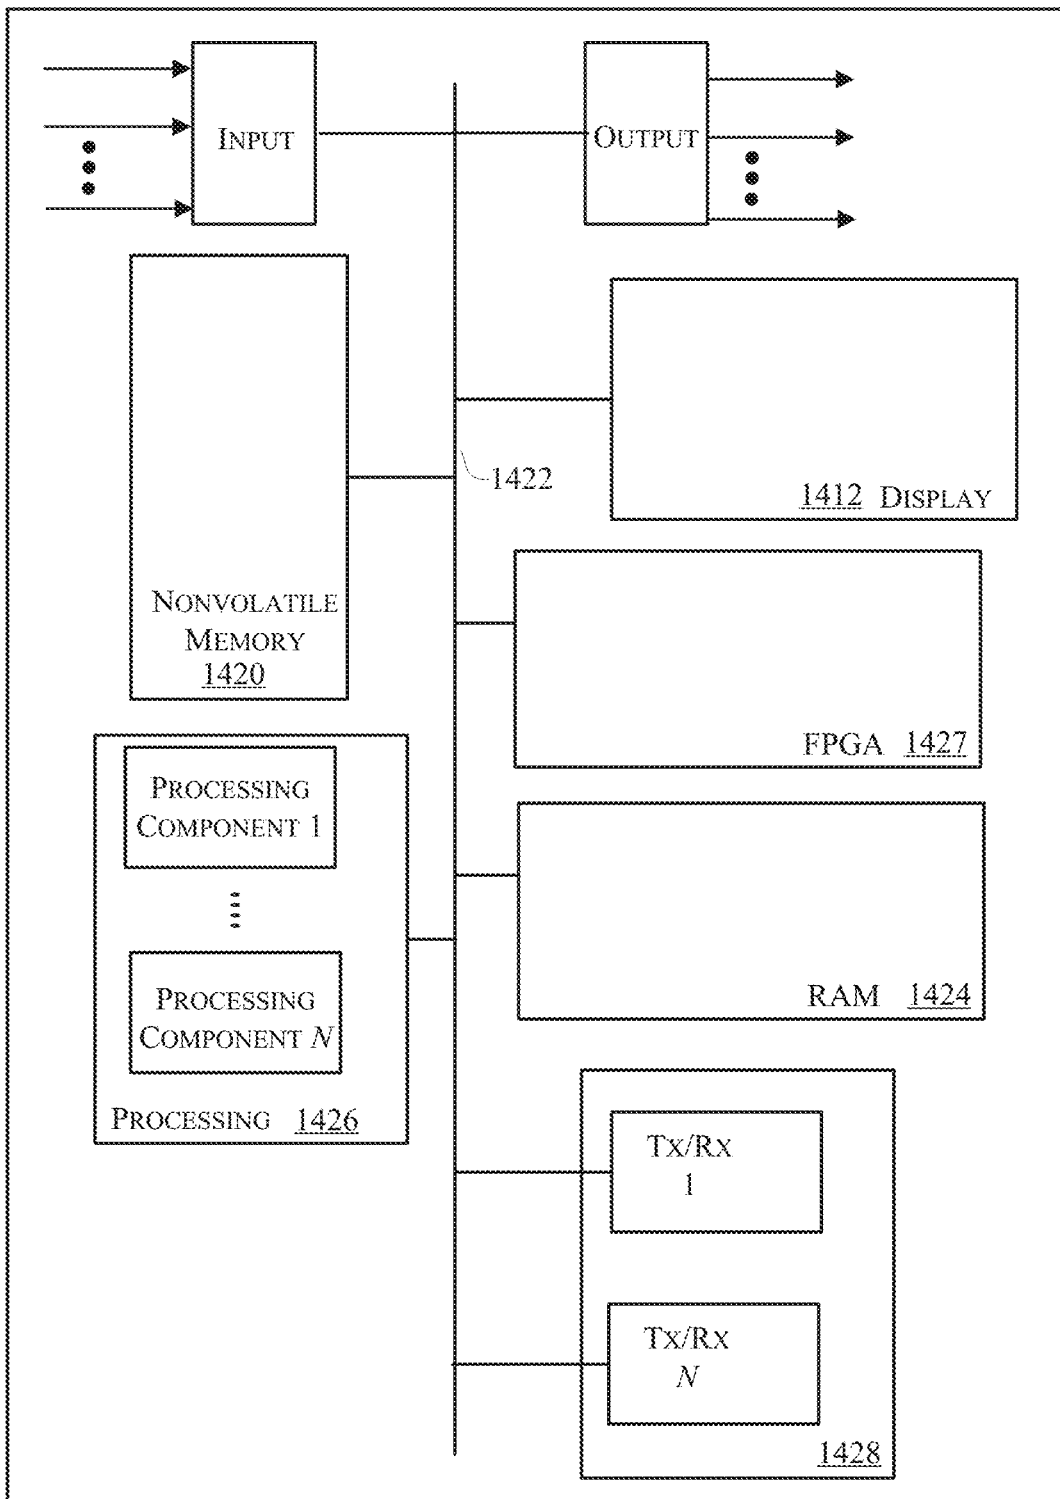 INPUT
OUTPUT
1422
1412 DISPLAY
NONVOLATILE
MEMORY
1420
FPGA 1427
PROCESSING
COMPONENT 1
PROCESSING
COMPONENT N
PROCESSING 1426
RAM 1424
TX/RX
1
TX/RX
N
1428